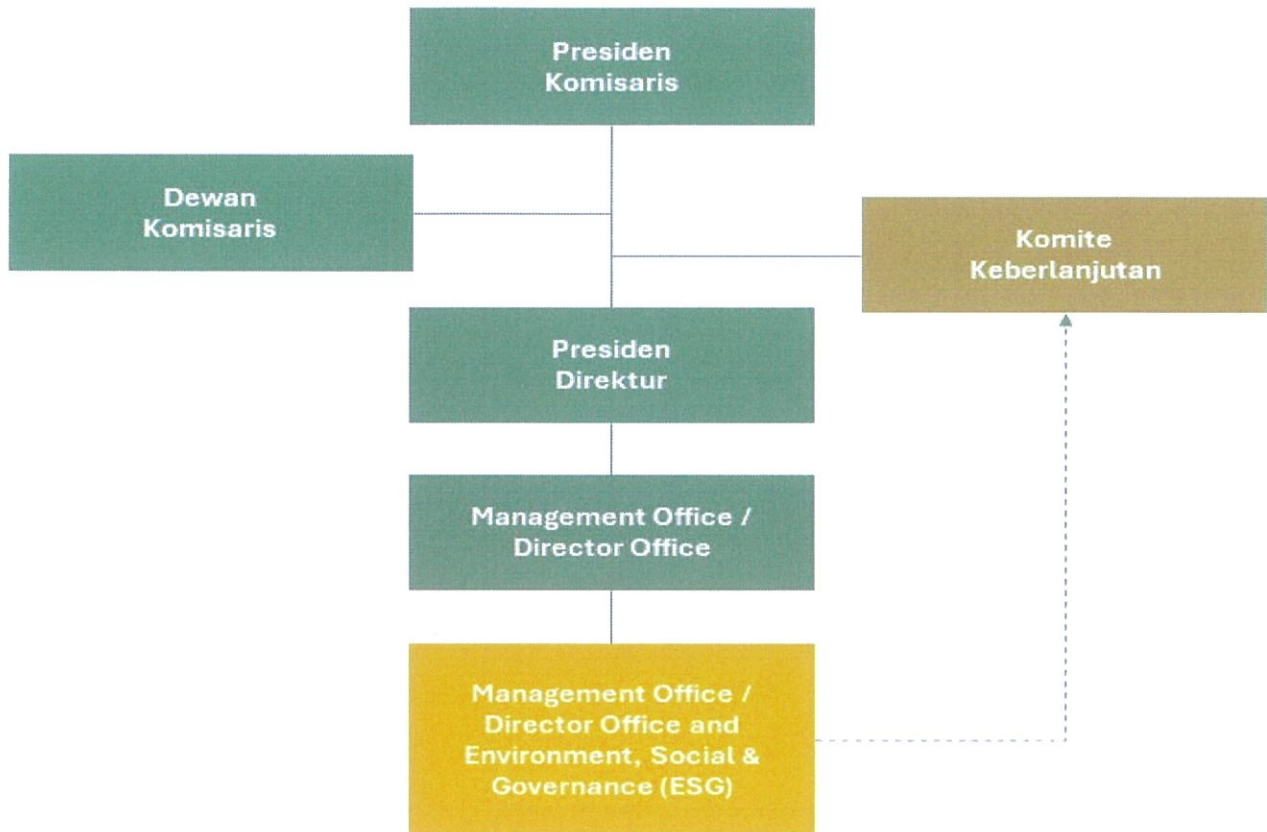 Presiden
Komisaris
Dewan
Komisaris
Komite
Keberlanjutan
Presiden
Direktur
Management Office /
Director Office
Management Office /
Director Office and
Environment, Social &
Governance (ESG)